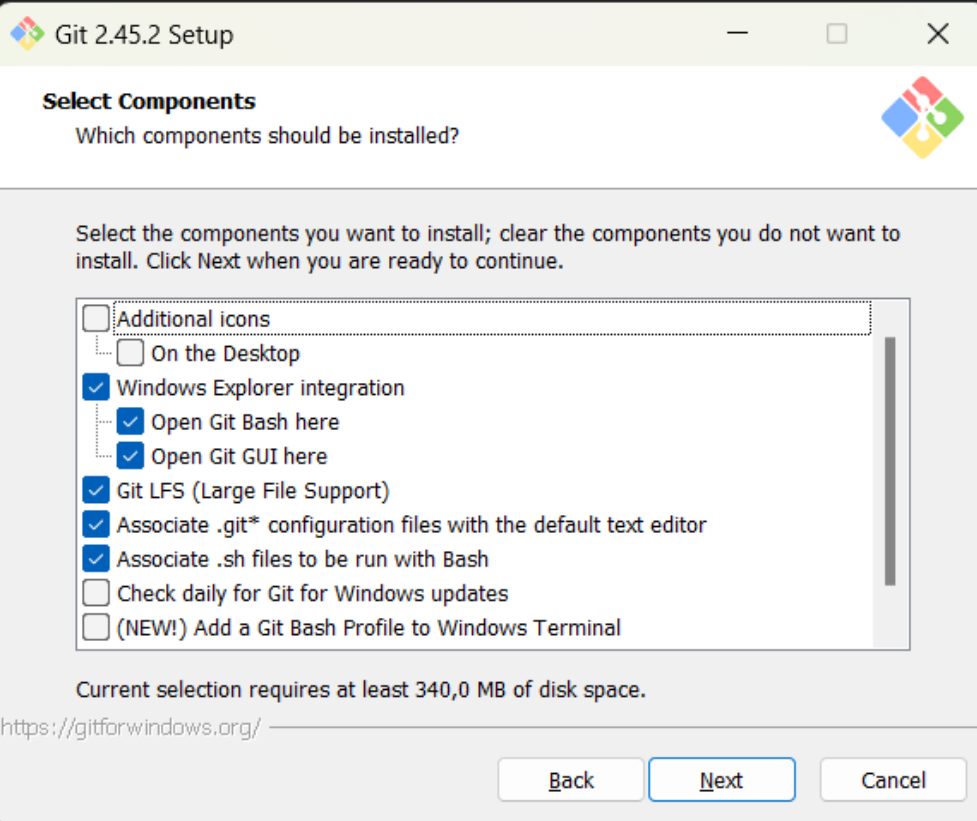 Git 2.45.2 Setup
Select Components
Which components should be installed?
Select the components you want to install; clear the components you do not want to
install. Click Next when you are ready to continue.
Additional icons
On the Desktop
Windows Explorer integration
Open Git Bash here
Open Git GUI here
Git LFS (Large File Support)
Associate .git* configuration files with the default text editor
Associate .sh files to be run with Bash
Check daily for Git for Windows updates
(NEW!) Add a Git Bash Profile to Windows Terminal
Current selection requires at least 340,0 MB of disk space.
https://gitforwindows.org/
Back Next Cancel